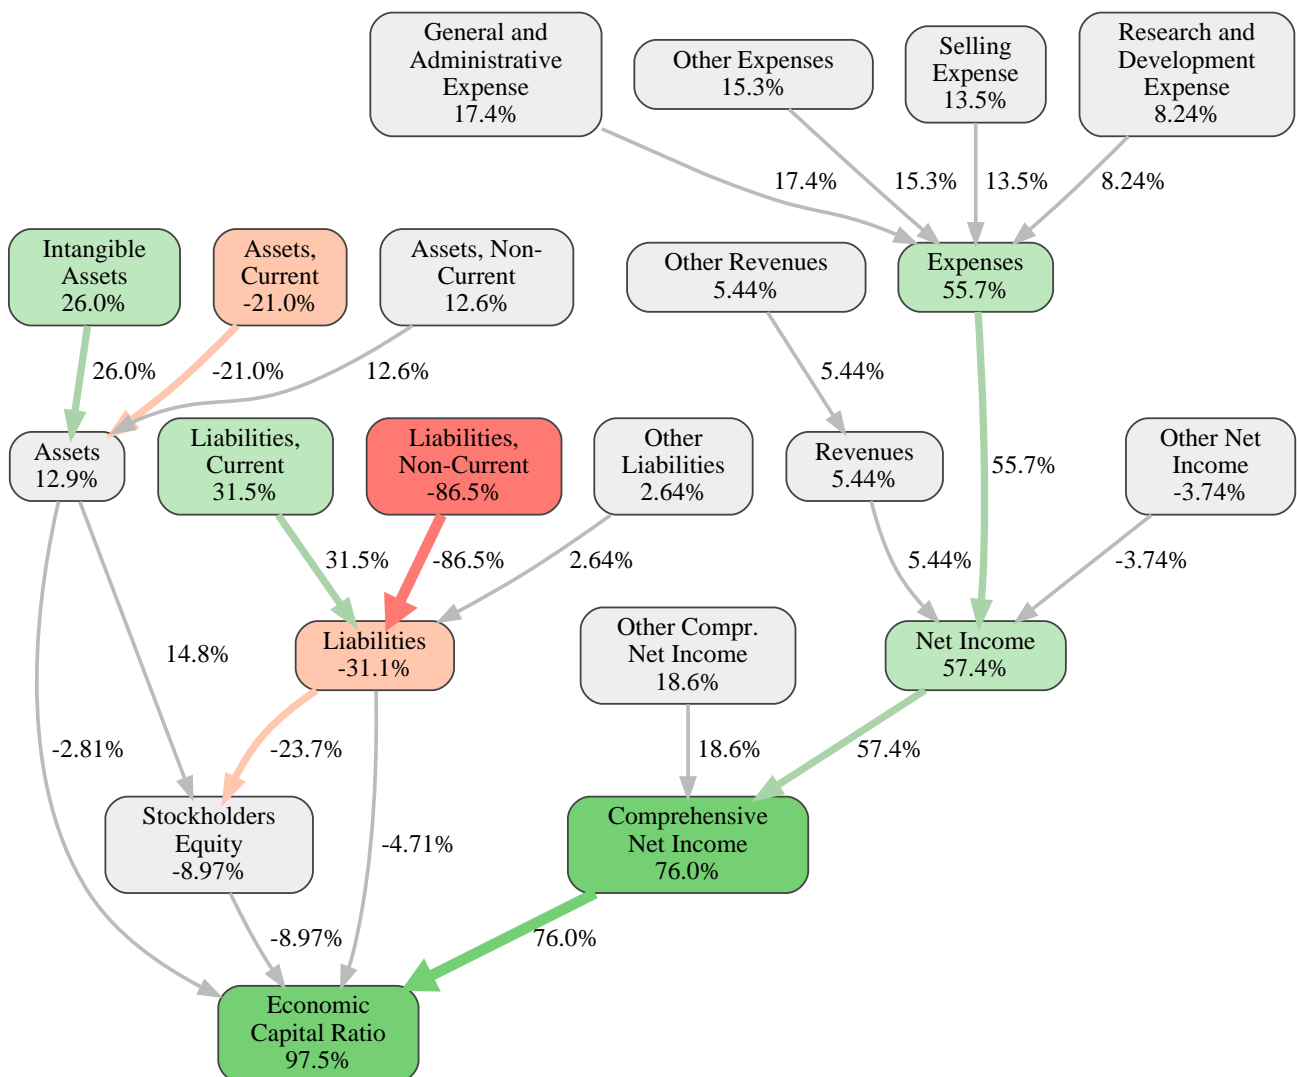 General and
Administrative
Expense
17.4%
Other Expenses
15.3%
Selling
Expense
13.5%
Research and
Development
Expense
8.24%
17.4%
15.3%
13.5%
8.24%
Intangible
Assets
26.0%
Assets,
Current
-21.0%
Assets, Non-
Current
12.6%
Other Revenues
5.44%
Expenses
55.7%
26.0%
-21.0%
12.6%
5.44%
Assets
12.9%
Liabilities,
Current
31.5%
Liabilities,
Non-Current
-86.5%
Other
Liabilities
2.64%
Revenues
5.44%
55.7%
Other Net
Income
-3.74%
31.5%
-86.5%
2.64%
5.44%
-3.74%
14.8%
Liabilities
-31.1%
Other Compr.
Net Income
18.6%
Net Income
57.4%
-2.81%
-23.7%
18.6%
57.4%
Stockholders
Equity
-8.97%
-4.71%
Comprehensive
Net Income
76.0%
-8.97%
76.0%
Economic
Capital Ratio
97.5%